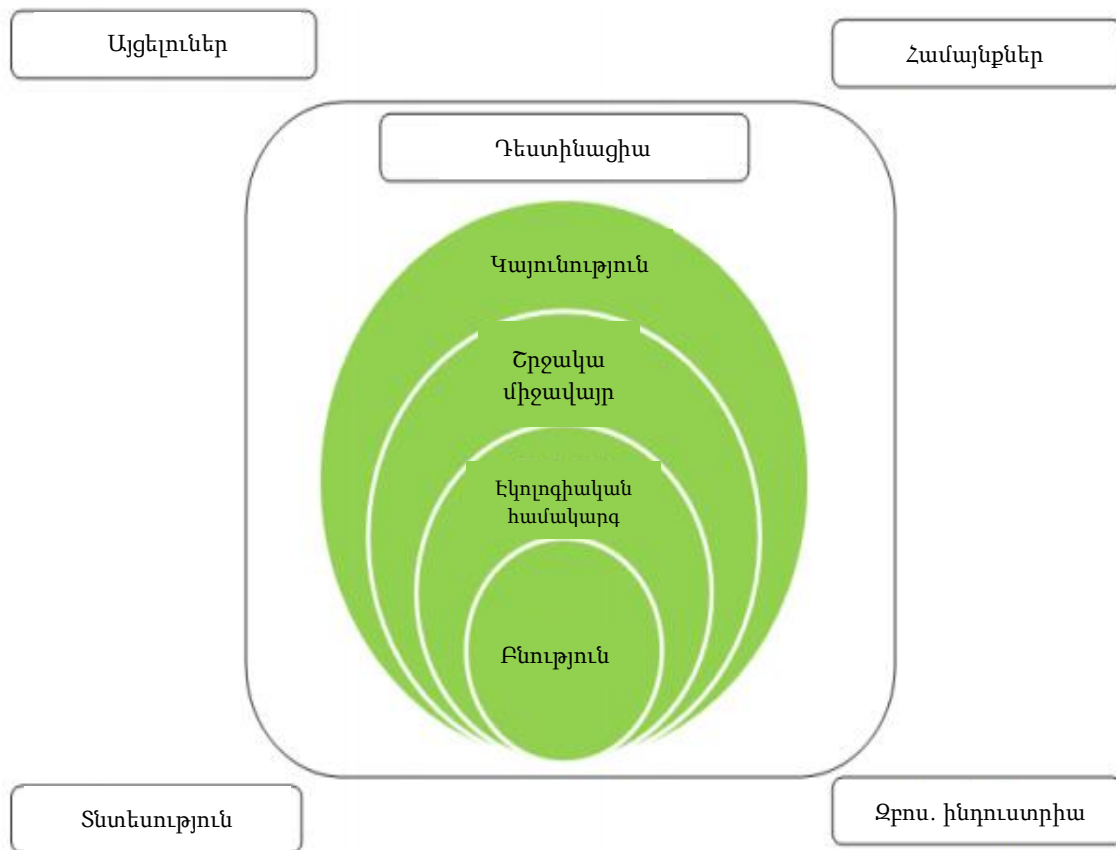 Այցելուներ
Համայնքներ
Դեստինացիա
Կայունություն
Շրջակա
միջավայր
Էկոլոգիական
համակարգ
Բնություն
Տնտեսություն
Զբոս. ինդուստրիա